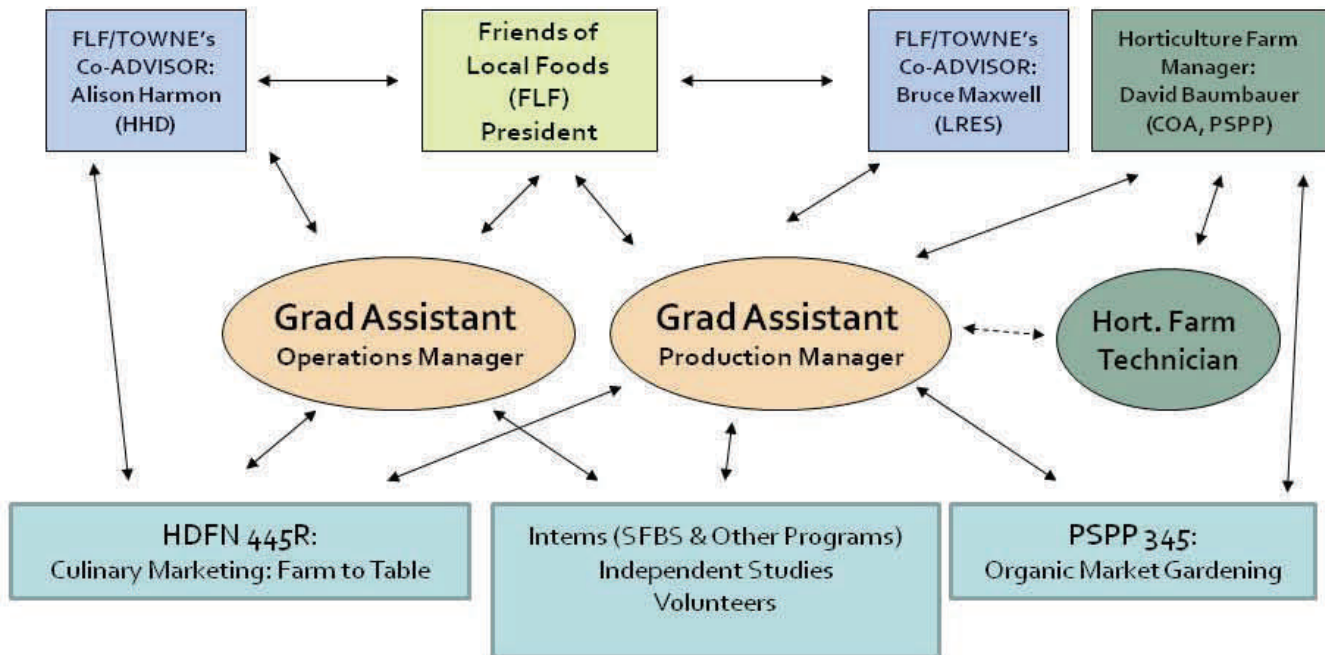 FLF/TOWNE's
Co-ADVISOR:
Alison Harmon
(HHD)
Friends of
Local Foods
(FLF)
President
FLF/TOWNE's
Co-ADVISOR:
Bruce Maxwell
(LRES)
Horticulture Farm
Manager:
David Baumbauer
(COA, PSPP)
Grad Assistant
Operations Manager
Grad Assistant
Production Manager
Hort. Farm
Technician
HDFN 445R:
Culinary Marketing: Farm to Table
Interns (SFBS & Other Programs)
Independent Studies
Volunteers
PSPP 345:
Organic Market Gardening